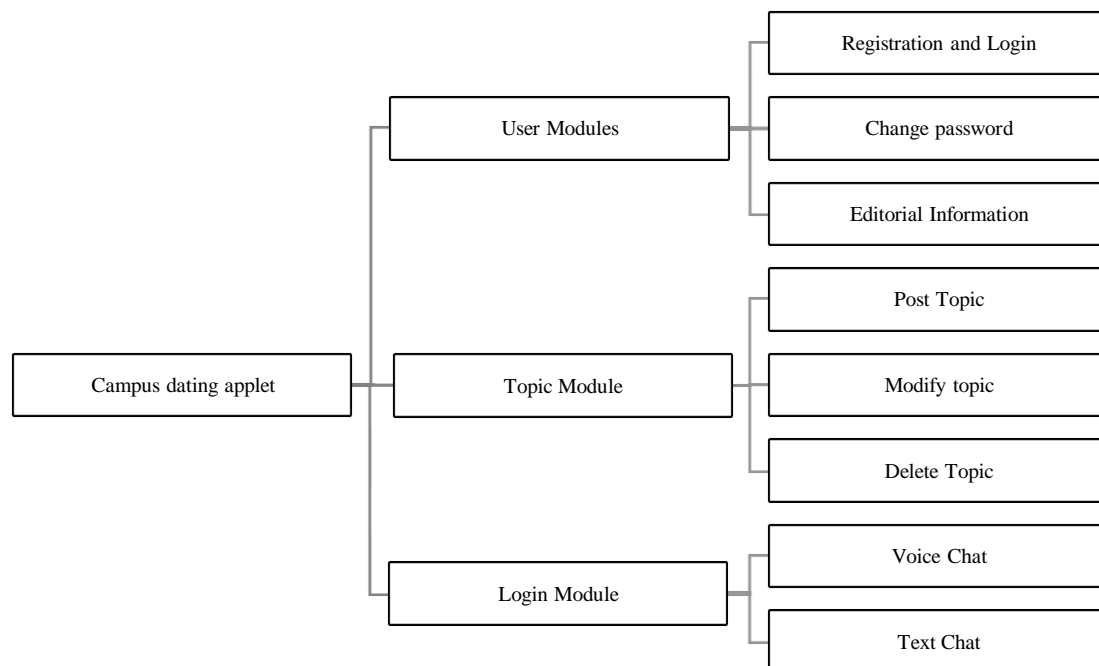 Registration and Login
User Modules
Change password
Editorial Information
Post Topic
Campus dating applet
Topic Module
Modify topic
Delete Topic
Voice Chat
Login Module
Text Chat